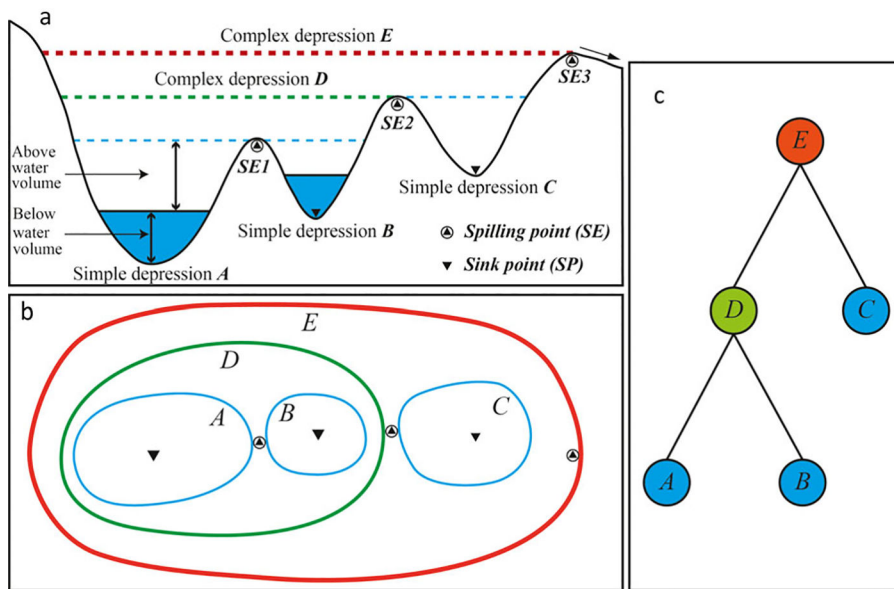 a
Complex depression E
Complex depression D
SE3
SE2
SE1
Above
water
volume
Below
water
volume
Simple depression C
Simple depression B
Simple depression A
Spilling point (SE)
Sink point (SP)
b
E
D
A
B
C
c
E
D
C
A
B